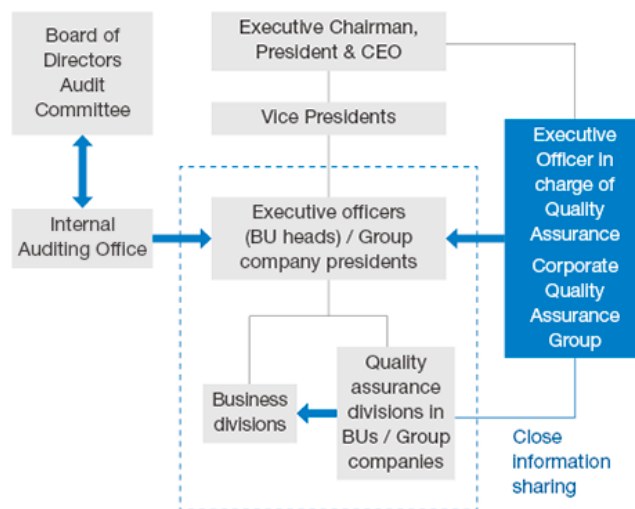 Board of
Directors
Audit
Committee
Executive Chairman,
President & CEO
Vice Presidents
Executive
Officer in
charge of
Quality
Assurance
Corporate
Quality
Assurance
Group
Internal
Auditing Office
Executive officers
(BU heads) / Group
company presidents
Business
divisions
Quality
assurance
divisions in
BUs / Group
companies
Close
information
sharing